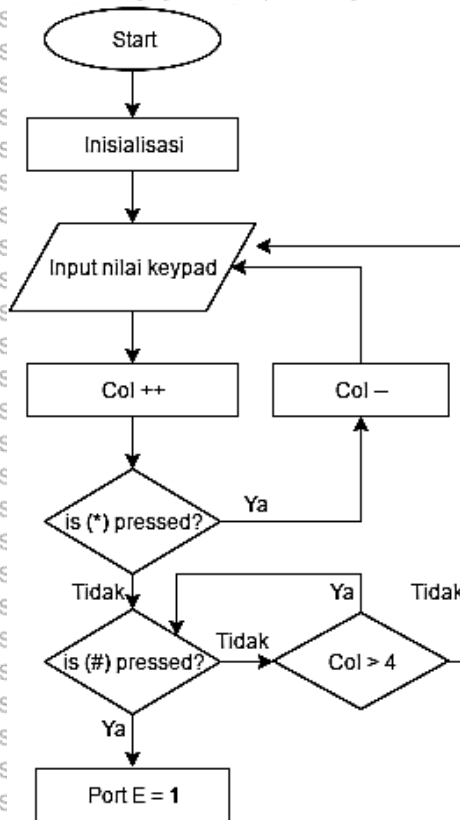 Start
Inisialisasi
Input nilai keypad
Col ++
Col --
is (*) pressed?
Ya
Tidak
is (#) pressed?
Tidak
Ya
Col > 4
Tidak
Ya
Port E = 1